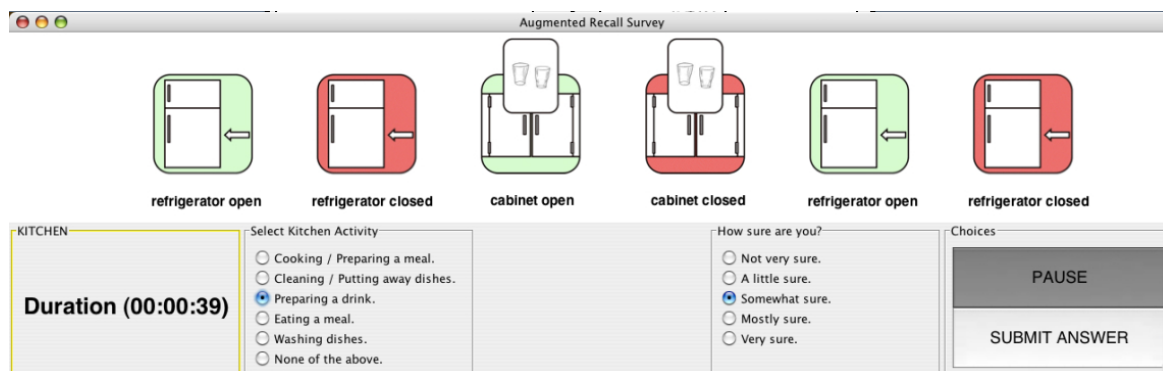 Augmented Recall Survey
refrigerator open
refrigerator closed
cabinet open
cabinet closed
refrigerator open
refrigerator closed
KITCHEN
Duration (00:00:39)
Select Kitchen Activity
Cooking / Preparing a meal.
Cleaning / Putting away dishes.
Preparing a drink.
Eating a meal.
Washing dishes.
None of the above.
How sure are you?
Not very sure.
A little sure.
Somewhat sure.
Mostly sure.
Very sure.
Choices
PAUSE
SUBMIT ANSWER